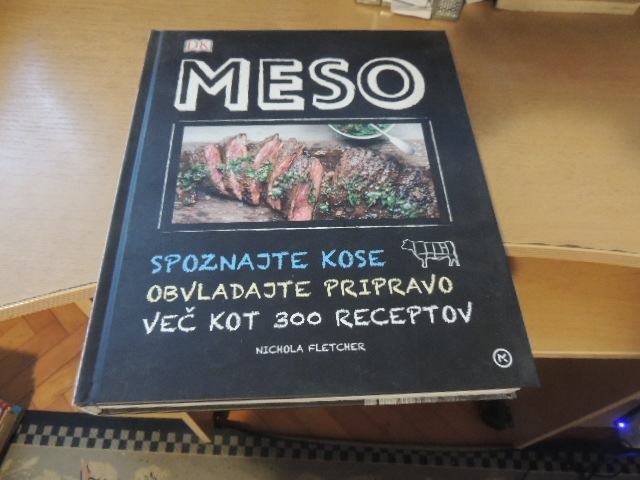 DK
MESO
SPOZNAJTE KOSE
OBVLADAJTE PRIPRAVO
VEČ KOT 300 RECEPTOV
NICHOLA FLETCHER